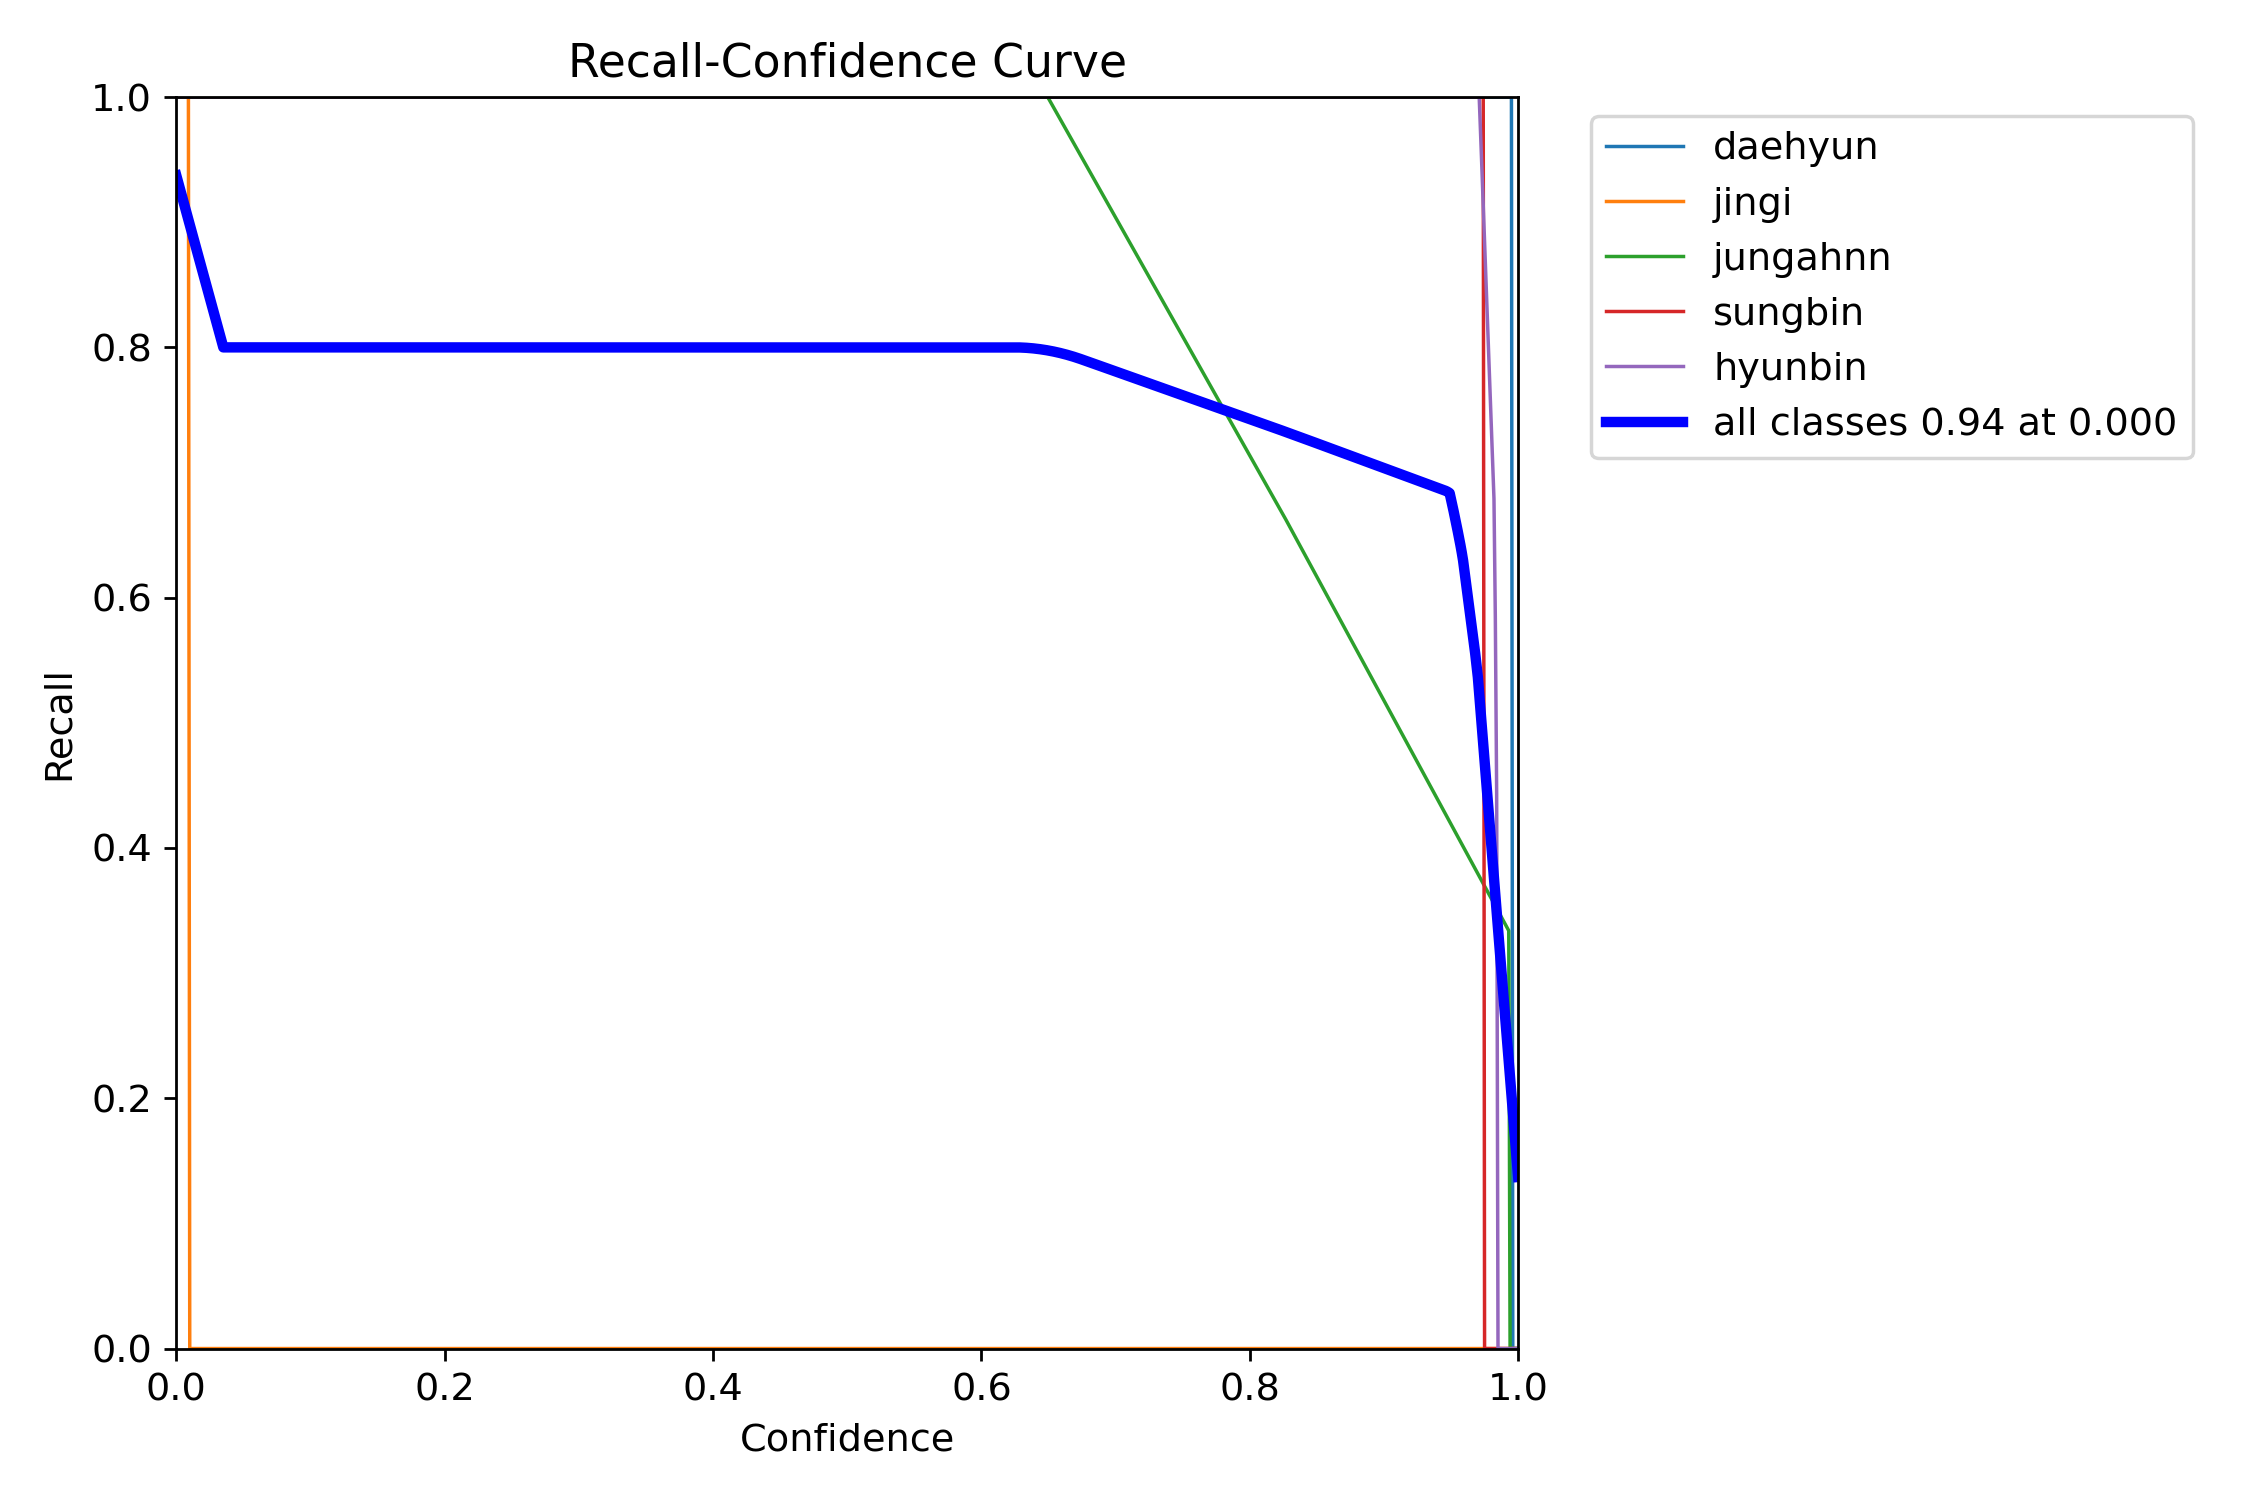 Recall-Confidence Curve
1.0
0.8
0.6
0.4
0.2
0.0
Recall
0.0 0.2 0.4 0.6 0.8 1.0
Confidence
daehyun
jingi
jungahnn
sungbin
hyunbin
all classes 0.94 at 0.000